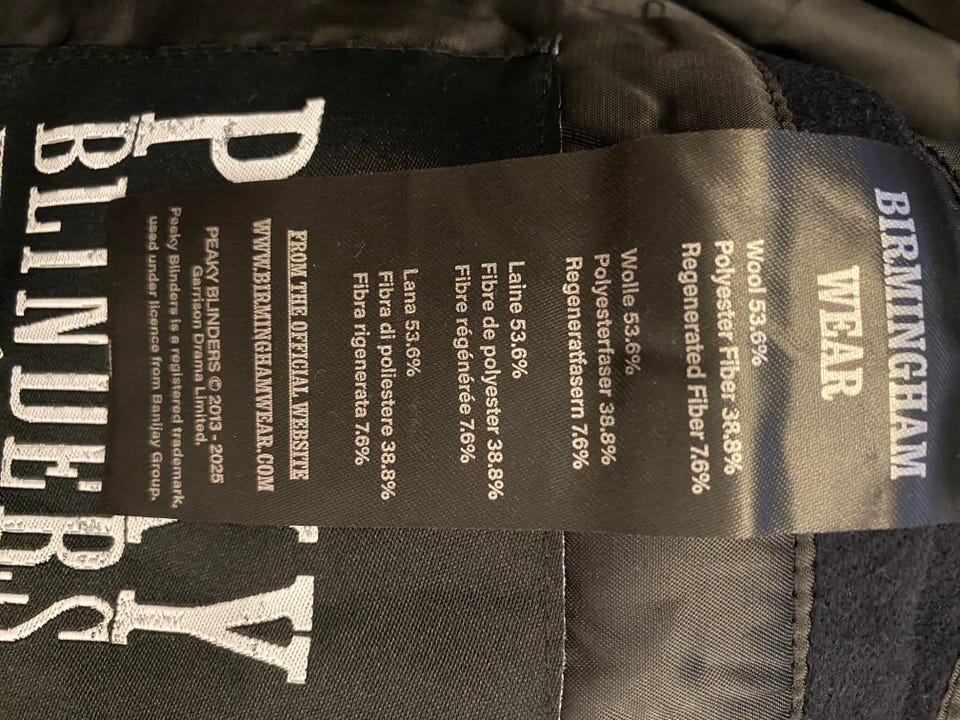 BIRMINGHAM
WEAR
Wool 53.6%
Polyester Fiber 38.8%
Regenerated Fiber 7.6%
Wolle 53.6%
Polyesterfaser 38.8%
Regeneratfasern 7.6%
Laine 53.6%
Fibre de polyester 38.8%
Fibre régénérée 7.6%
Lana 53.6%
Fibra di poliestere 38.8%
Fibra rigenerata 7.6%
FROM THE OFFICIAL WEBSITE
WWW.BIRMINGHAMWEAR.COM
PEAKY BLINDERS © 2013 - 2025
Garrison Drama Limited.
Peaky Blinders is a registered trademark,
used under licence from Banijay Group.
P Y
BLINDERS